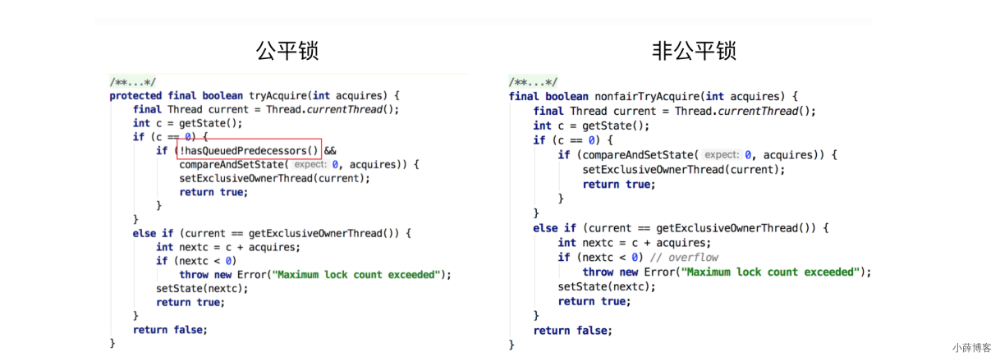 公平锁
/**...*/
protected final boolean tryAcquire(int acquires) {
final Thread current = Thread.currentThread();
int c = getState();
if (c == 0) {
if (!hasQueuedPredecessors() &&
compareAndSetState( expect: 0, acquires)) {
setExclusiveOwnerThread(current);
return true;
}
}
else if (current == getExclusiveOwnerThread()) {
int nextc = c + acquires;
if (nextc < 0)
throw new Error("Maximum lock count exceeded");
setState(nextc);
return true;
}
return false;
}
非公平锁
/**...*/
final boolean nonfairTryAcquire(int acquires) {
final Thread current = Thread.currentThread();
int c = getState();
if (c == 0) {
if (compareAndSetState( expect: 0, acquires)) {
setExclusiveOwnerThread(current);
return true;
}
}
else if (current == getExclusiveOwnerThread()) {
int nextc = c + acquires;
if (nextc < 0) // overflow
throw new Error("Maximum lock count exceeded");
setState(nextc);
return true;
}
return false;
}
小薛博客